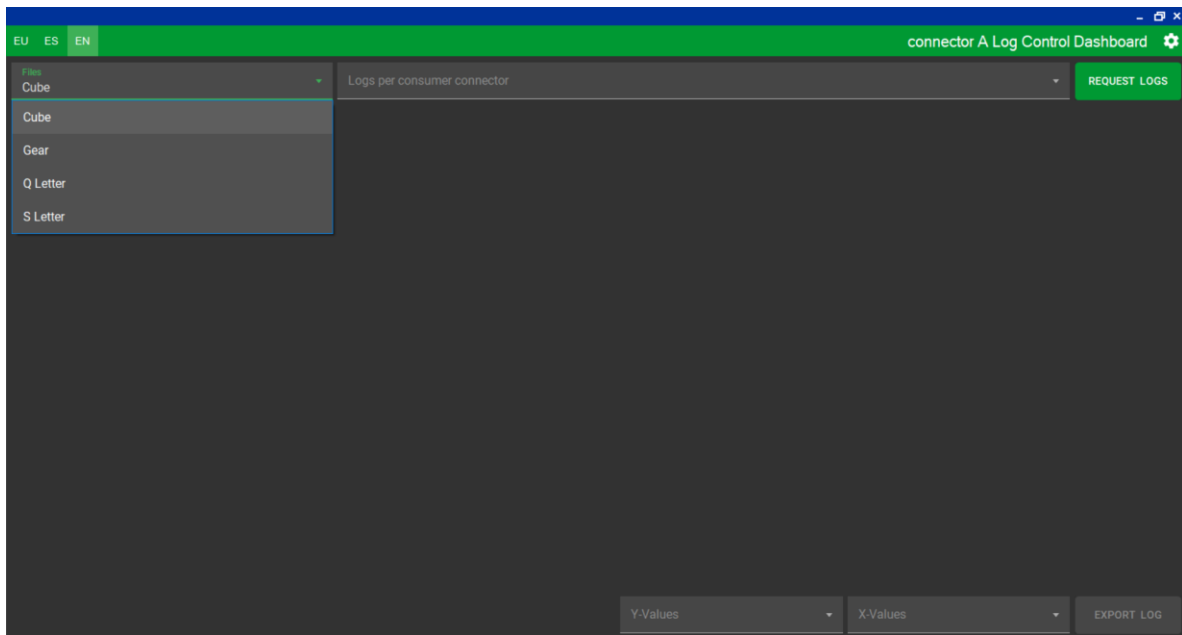 EU ES EN
connector A Log Control Dashboard
Files
Cube
Logs per consumer connector
REQUEST LOGS
Cube
Gear
Q Letter
S Letter
Y-Values
X-Values
EXPORT LOG